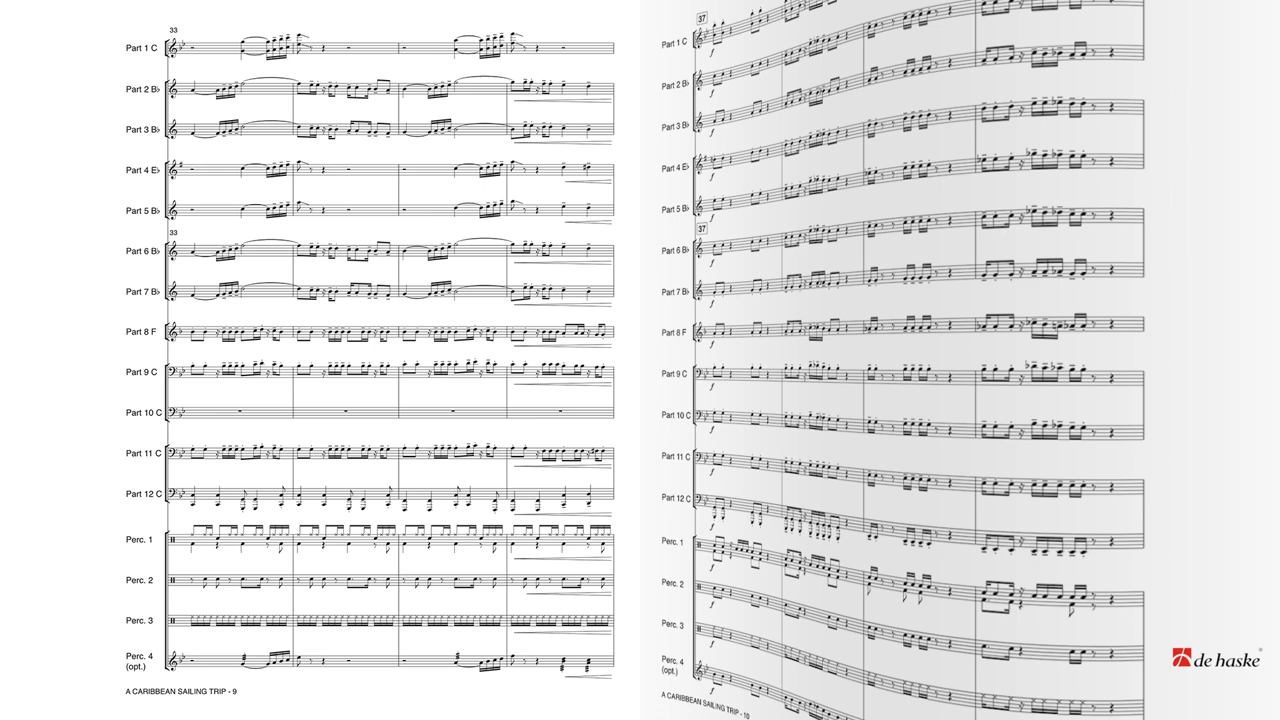 33
Part 1 C
Part 2 B♭
Part 3 B♭
Part 4 E♭
Part 5 B♭
33
Part 6 B♭
Part 7 B♭
Part 8 F
Part 9 C
Part 10 C
Part 11 C
Part 12 C
Perc. 1
Perc. 2
Perc. 3
Perc. 4
(opt.)
A CARIBBEAN SAILING TRIP - 9
37
Part 1 C
f
Part 2 B♭
f
Part 3 B♭
f
Part 4 E♭
f
Part 5 B♭
f
37
Part 6 B♭
f
Part 7 B♭
f
Part 8 F
f
Part 9 C
f
Part 10 C
f
Part 11 C
f
Part 12 C
f
Perc. 1
f
Perc. 2
f
Perc. 3
f
Perc. 4
(opt.)
f
A CARIBBEAN SAILING TRIP - 10
de haske®